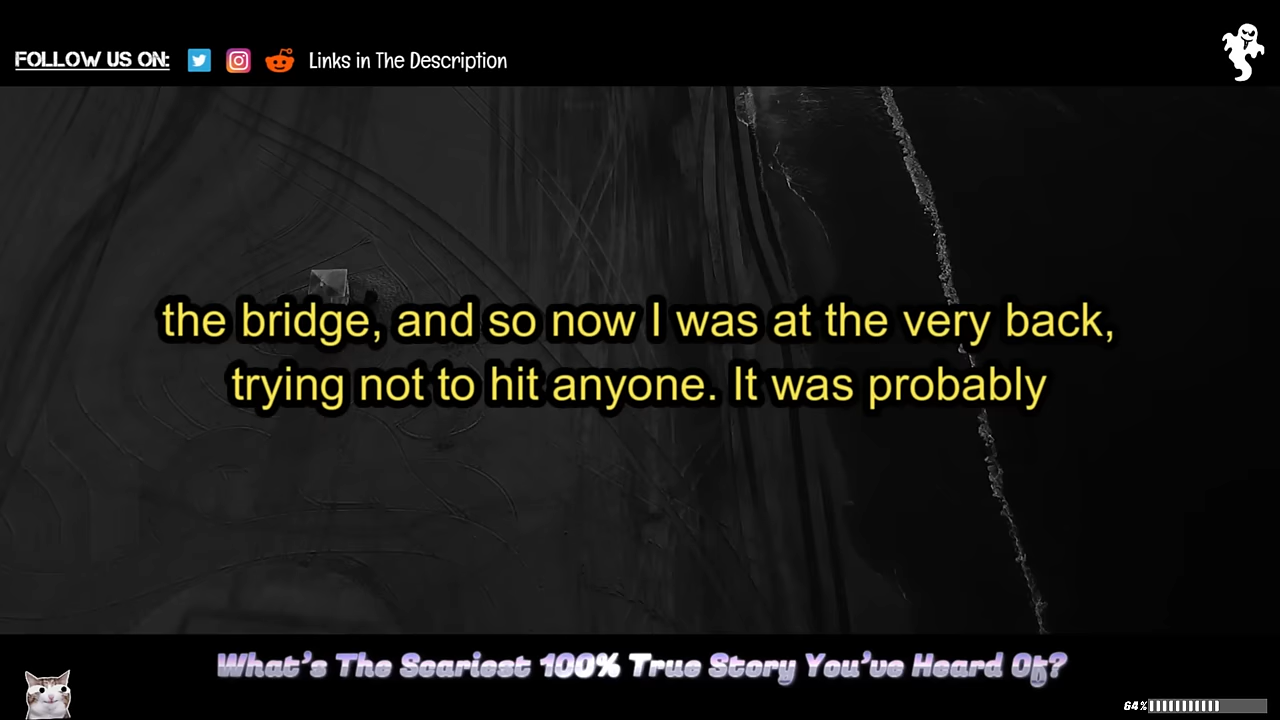 FOLLOW US ON: Links in The Description
the bridge, and so now I was at the very back,
trying not to hit anyone. It was probably
What's The Scariest 100% True Story You've Heard Of?
64%